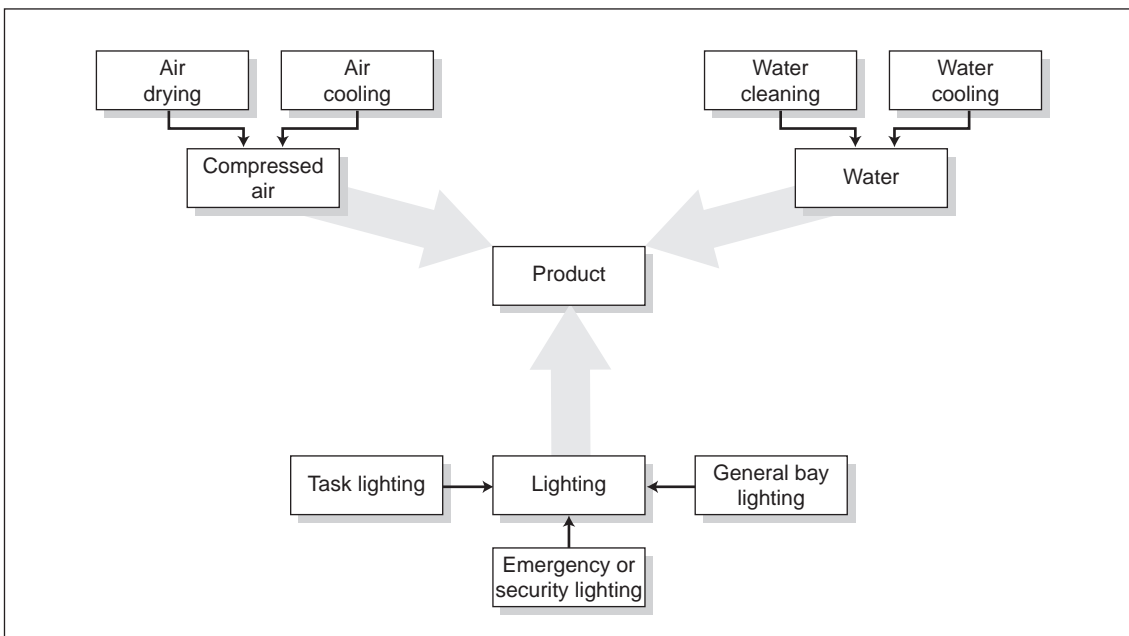 Air
drying
Air
cooling
Water
cleaning
Water
cooling
Compressed
air
Water
Product
Task lighting
Lighting
General bay
lighting
Emergency or
security lighting